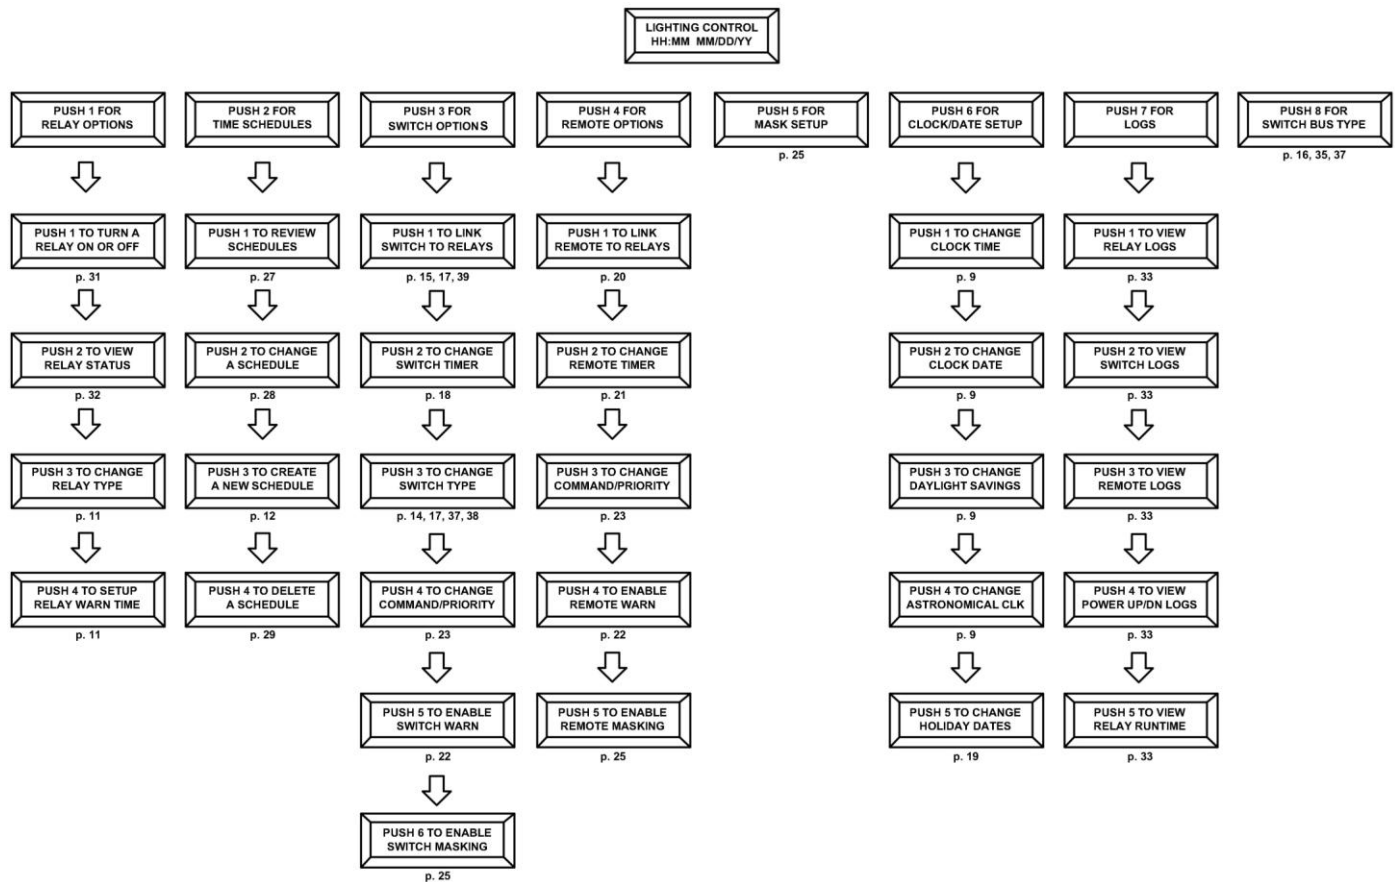 LIGHTING CONTROL
HH:MM MM/DD/YY
PUSH 1 FOR
RELAY OPTIONS
PUSH 2 FOR
TIME SCHEDULES
PUSH 3 FOR
SWITCH OPTIONS
PUSH 4 FOR
REMOTE OPTIONS
PUSH 5 FOR
MASK SETUP
p. 25
PUSH 6 FOR
CLOCK/DATE SETUP
PUSH 7 FOR
LOGS
PUSH 8 FOR
SWITCH BUS TYPE
p. 16, 35, 37
PUSH 1 TO TURN A
RELAY ON OR OFF
p. 31
PUSH 1 TO REVIEW
SCHEDULES
p. 27
PUSH 1 TO LINK
SWITCH TO RELAYS
p. 15, 17, 39
PUSH 1 TO LINK
REMOTE TO RELAYS
p. 20
PUSH 1 TO CHANGE
CLOCK TIME
p. 9
PUSH 1 TO VIEW
RELAY LOGS
p. 33
PUSH 2 TO VIEW
RELAY STATUS
p. 32
PUSH 2 TO CHANGE
A SCHEDULE
p. 28
PUSH 2 TO CHANGE
SWITCH TIMER
p. 18
PUSH 2 TO CHANGE
REMOTE TIMER
p. 21
PUSH 2 TO CHANGE
CLOCK DATE
p. 9
PUSH 2 TO VIEW
SWITCH LOGS
p. 33
PUSH 3 TO CHANGE
RELAY TYPE
p. 11
PUSH 3 TO CREATE
A NEW SCHEDULE
p. 12
PUSH 3 TO CHANGE
SWITCH TYPE
p. 14, 17, 37, 38
PUSH 3 TO CHANGE
COMMAND/PRIORITY
p. 23
PUSH 3 TO CHANGE
DAYLIGHT SAVINGS
p. 9
PUSH 3 TO VIEW
REMOTE LOGS
p. 33
PUSH 4 TO SETUP
RELAY WARN TIME
p. 11
PUSH 4 TO DELETE
A SCHEDULE
p. 29
PUSH 4 TO CHANGE
COMMAND/PRIORITY
p. 23
PUSH 4 TO ENABLE
REMOTE WARN
p. 22
PUSH 4 TO CHANGE
ASTRONOMICAL CLK
p. 9
PUSH 4 TO VIEW
POWER UP/DN LOGS
p. 33
PUSH 5 TO ENABLE
SWITCH WARN
p. 22
PUSH 5 TO ENABLE
REMOTE MASKING
p. 25
PUSH 5 TO CHANGE
HOLIDAY DATES
p. 19
PUSH 5 TO VIEW
RELAY RUNTIME
p. 33
PUSH 6 TO ENABLE
SWITCH MASKING
p. 25